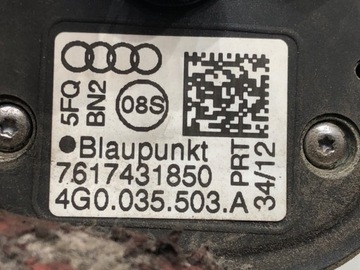 5FQ
BN2
08S
Blaupunkt
7617431850
4G0.035.503.A
PRT
34/12